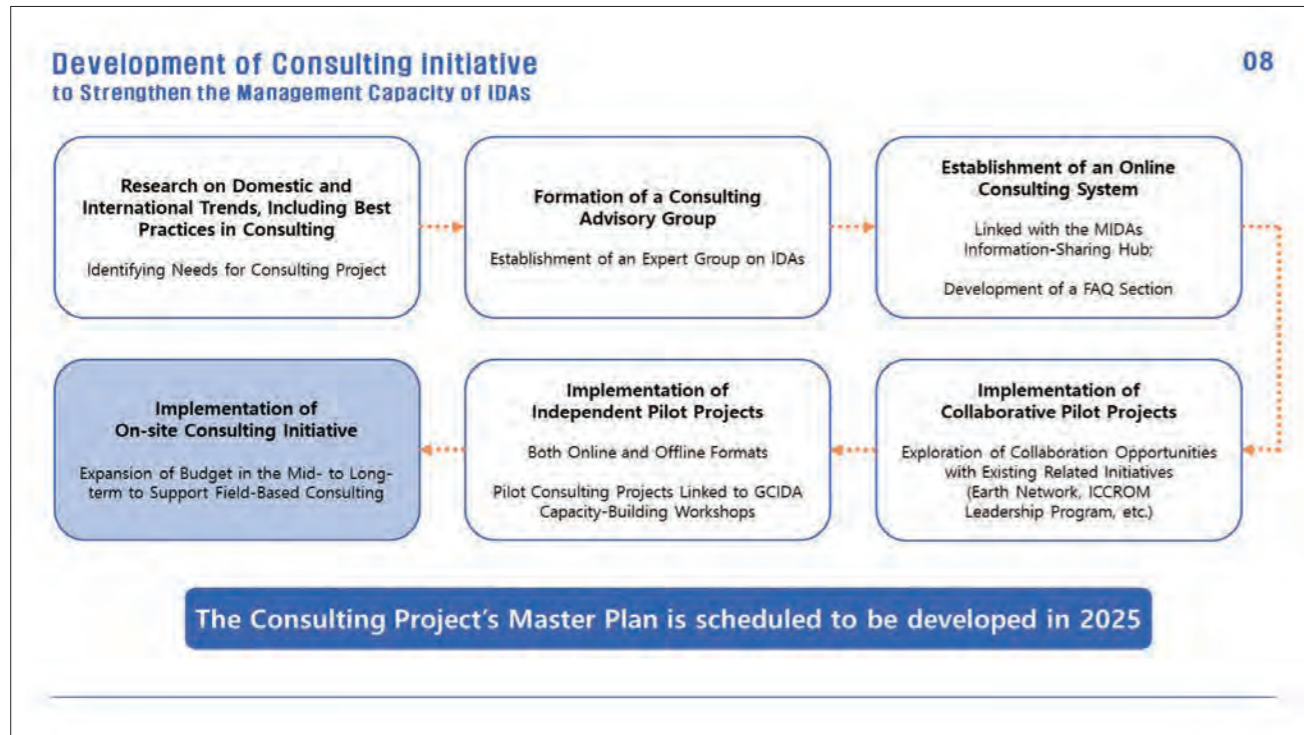 Development of Consulting Initiative
to Strengthen the Management Capacity of IDAs
08
Research on Domestic and
International Trends, Including Best
Practices in Consulting
Identifying Needs for Consulting Project
Formation of a Consulting
Advisory Group
Establishment of an Expert Group on IDAs
Establishment of an Online
Consulting System
Linked with the MIDAs
Information-Sharing Hub;
Development of a FAQ Section
Implementation of
Collaborative Pilot Projects
Exploration of Collaboration Opportunities
with Existing Related Initiatives
(Earth Network, ICCROM
Leadership Program, etc.)
Implementation of
Independent Pilot Projects
Both Online and Offline Formats
Pilot Consulting Projects Linked to GCIDA
Capacity-Building Workshops
Implementation of
On-site Consulting Initiative
Expansion of Budget in the Mid- to Long-
term to Support Field-Based Consulting
The Consulting Project's Master Plan is scheduled to be developed in 2025